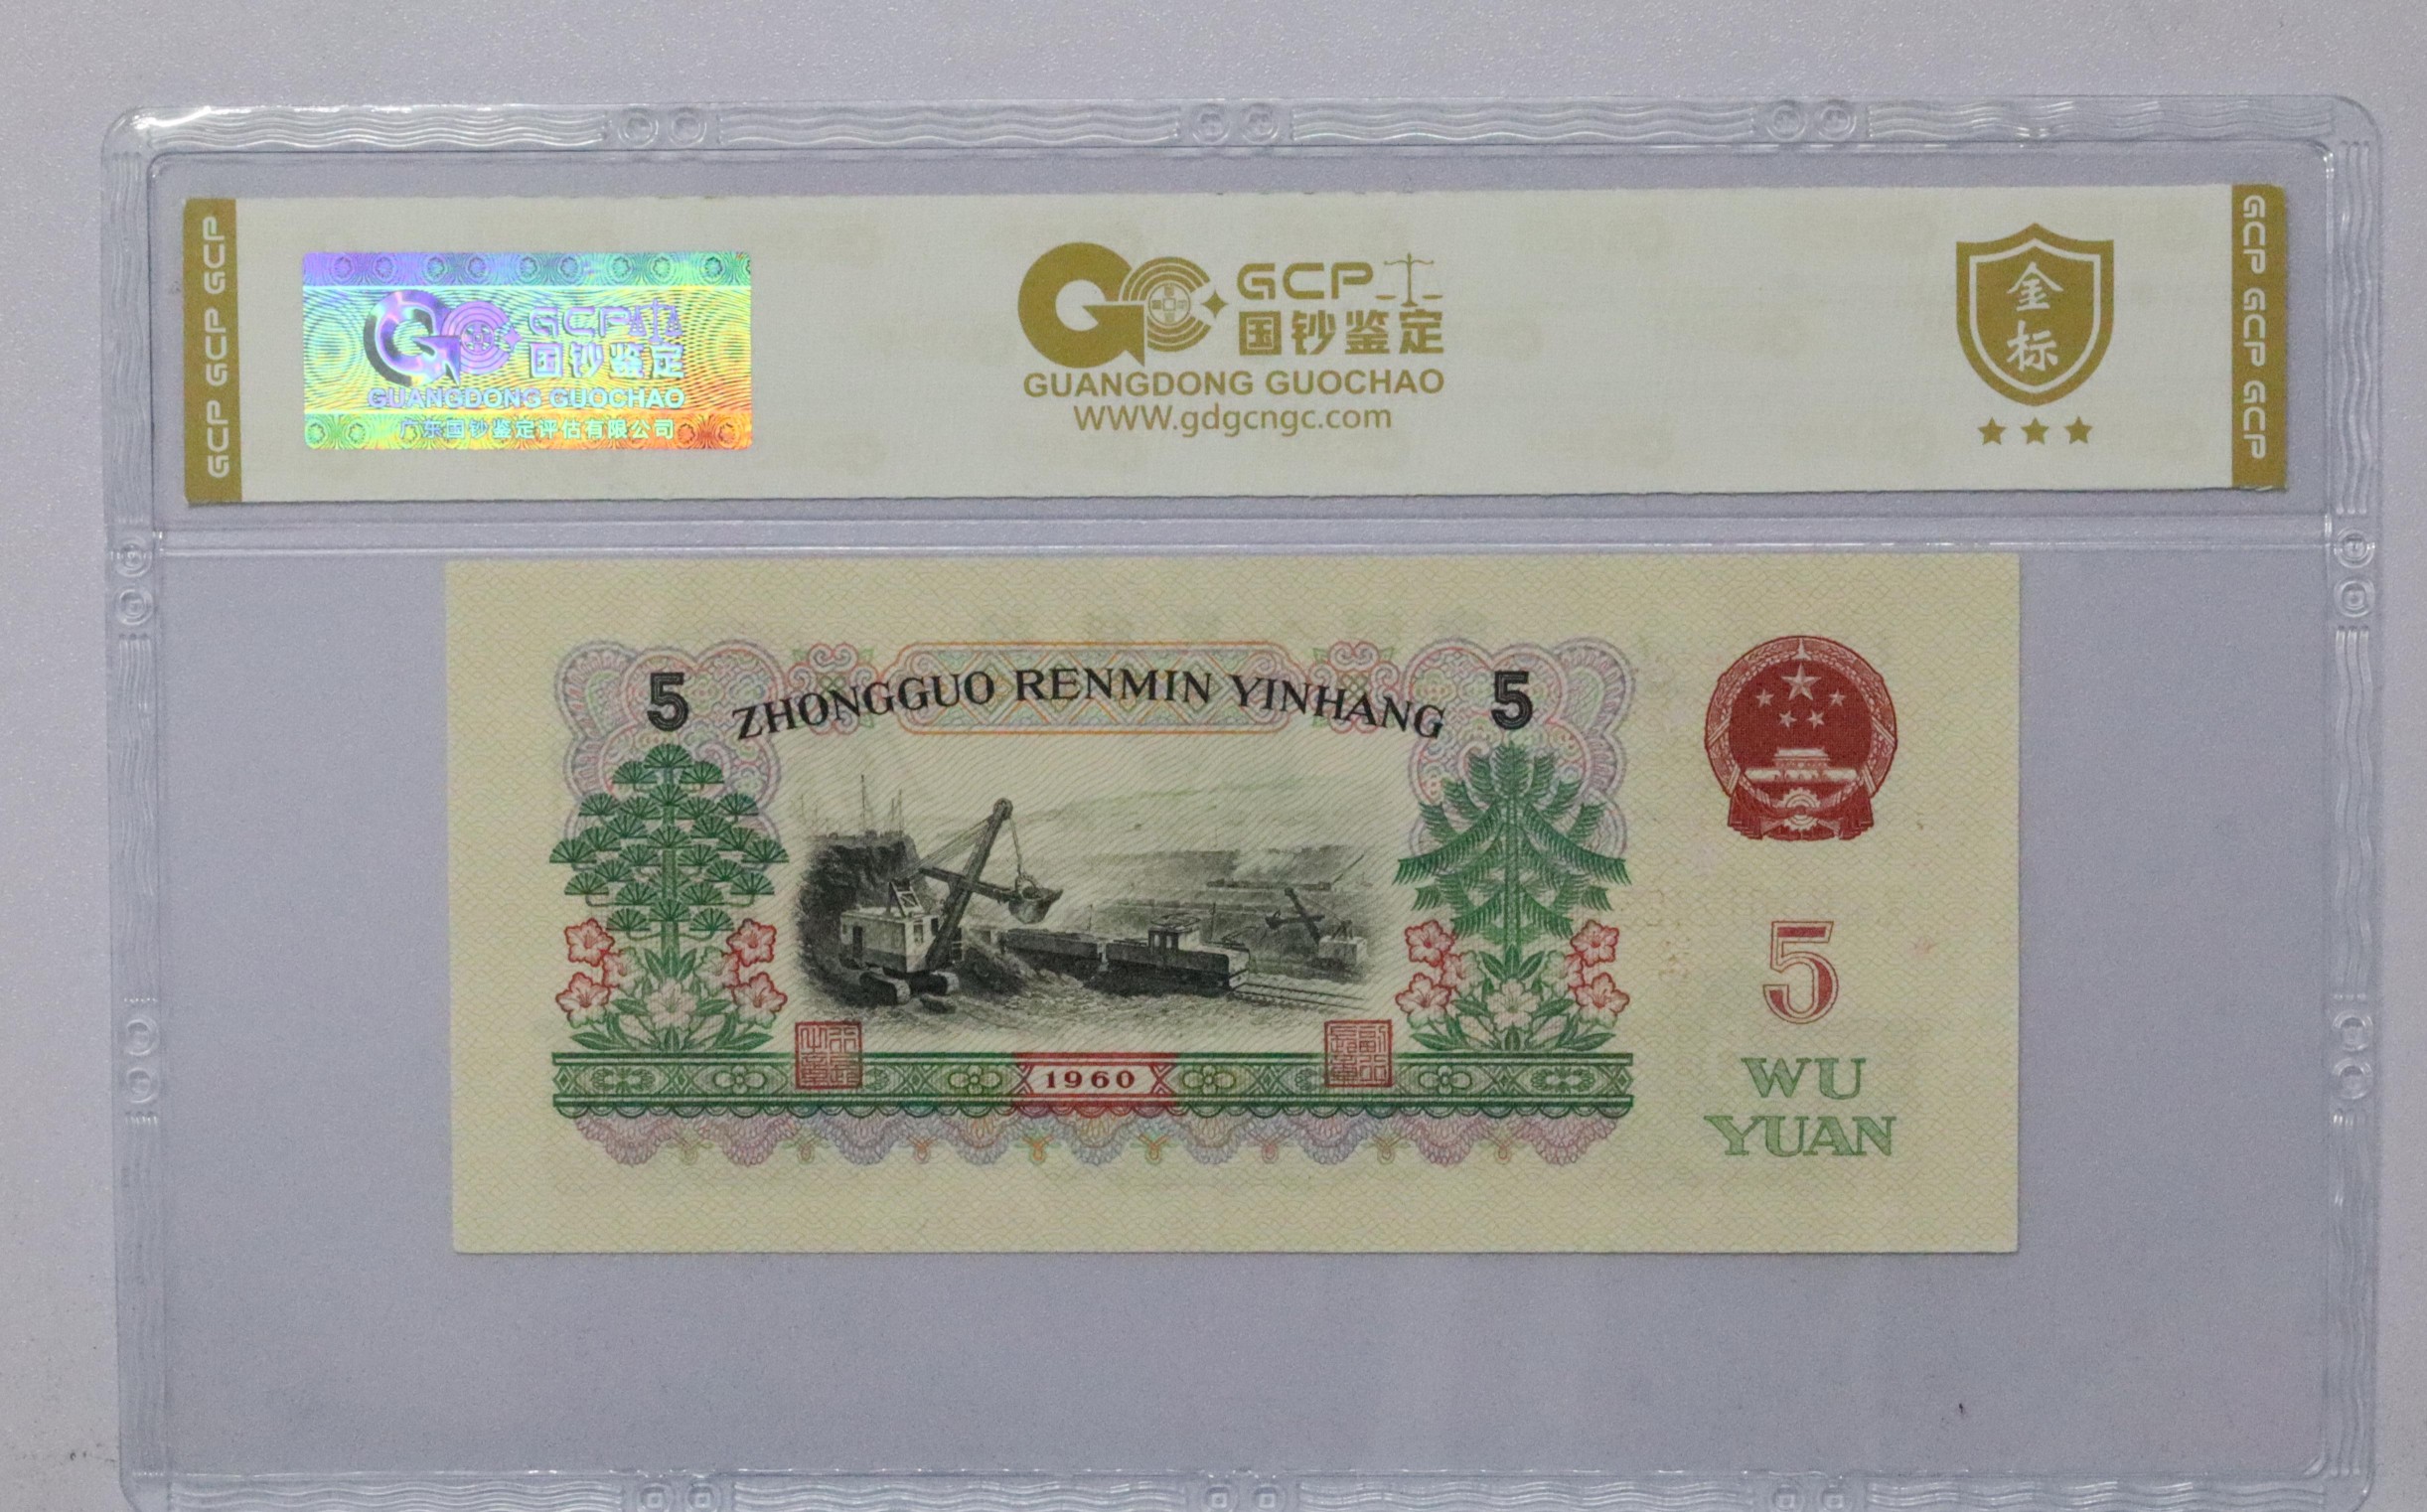 GCP GCP GCP
GCP
国钞鉴定
GUANGDONG GUOCHAO
广东国钞鉴定评估有限公司
GCP
国钞鉴定
GUANGDONG GUOCHAO
WWW.gdgcngc.com
金
标
GCP GCP GCP
5 ZHONGGUO RENMIN YINHANG 5
1960
5
WU
YUAN